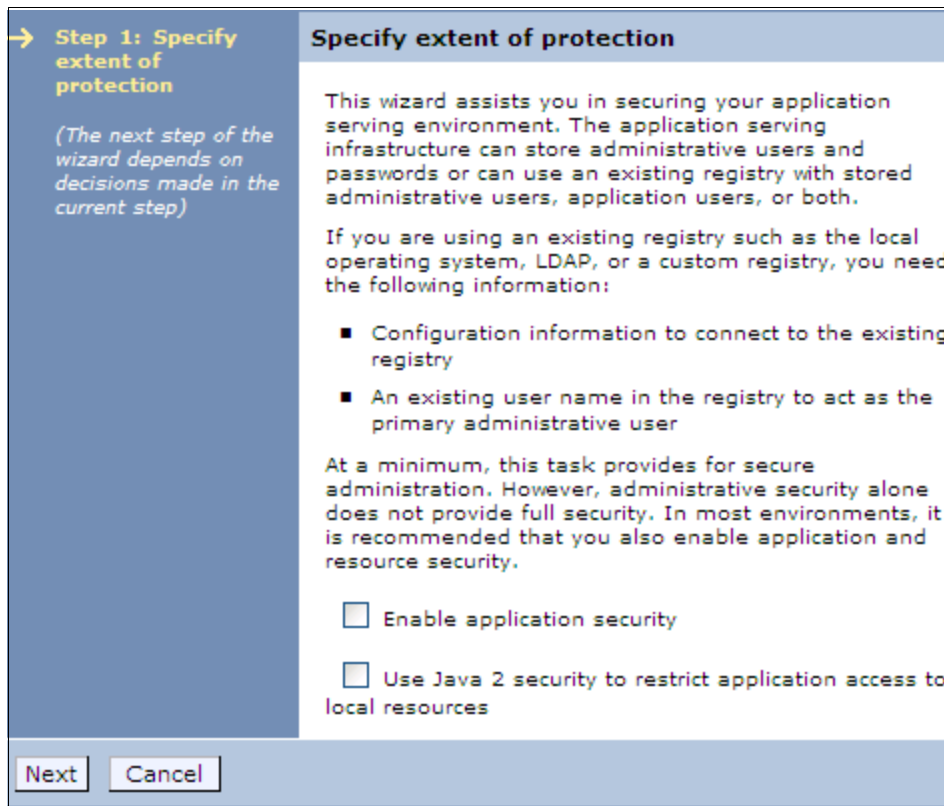 Step 1: Specify
extent of
protection
(The next step of the
wizard depends on
decisions made in the
current step)
Specify extent of protection
This wizard assists you in securing your application
serving environment. The application serving
infrastructure can store administrative users and
passwords or can use an existing registry with stored
administrative users, application users, or both.
If you are using an existing registry such as the local
operating system, LDAP, or a custom registry, you need
the following information:
Configuration information to connect to the existing
registry
An existing user name in the registry to act as the
primary administrative user
At a minimum, this task provides for secure
administration. However, administrative security alone
does not provide full security. In most environments, it
is recommended that you also enable application and
resource security.
Enable application security
Use Java 2 security to restrict application access to
local resources
Next Cancel